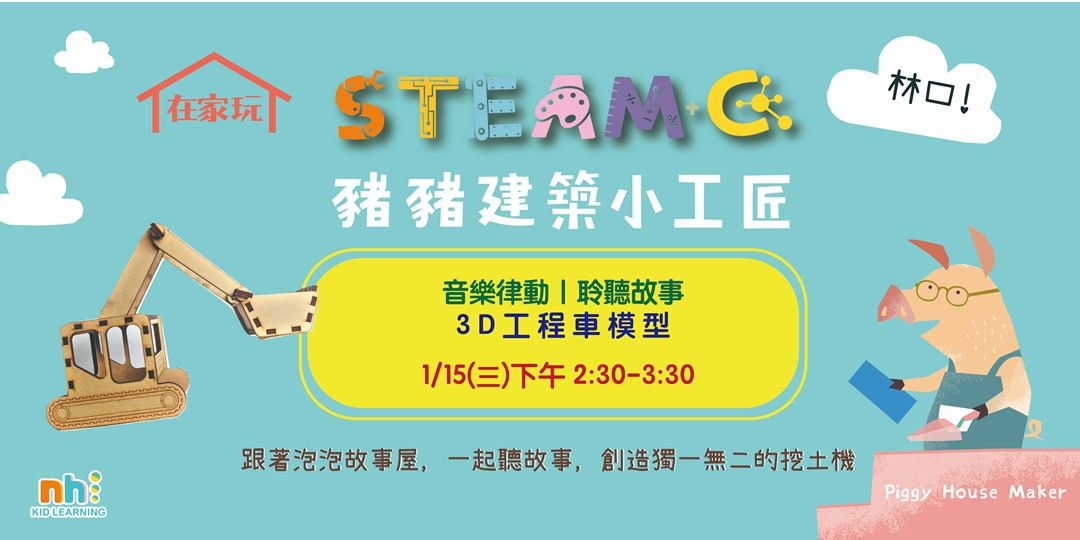 在家玩
STEAM+C
林口!
豬豬建築小工匠
音樂律動|聆聽故事
3D工程車模型
1/15(三)下午 2:30-3:30
跟著泡泡故事屋, 一起聽故事, 創造獨一無二的挖土機
nh
KID LEARNING
Piggy House Maker